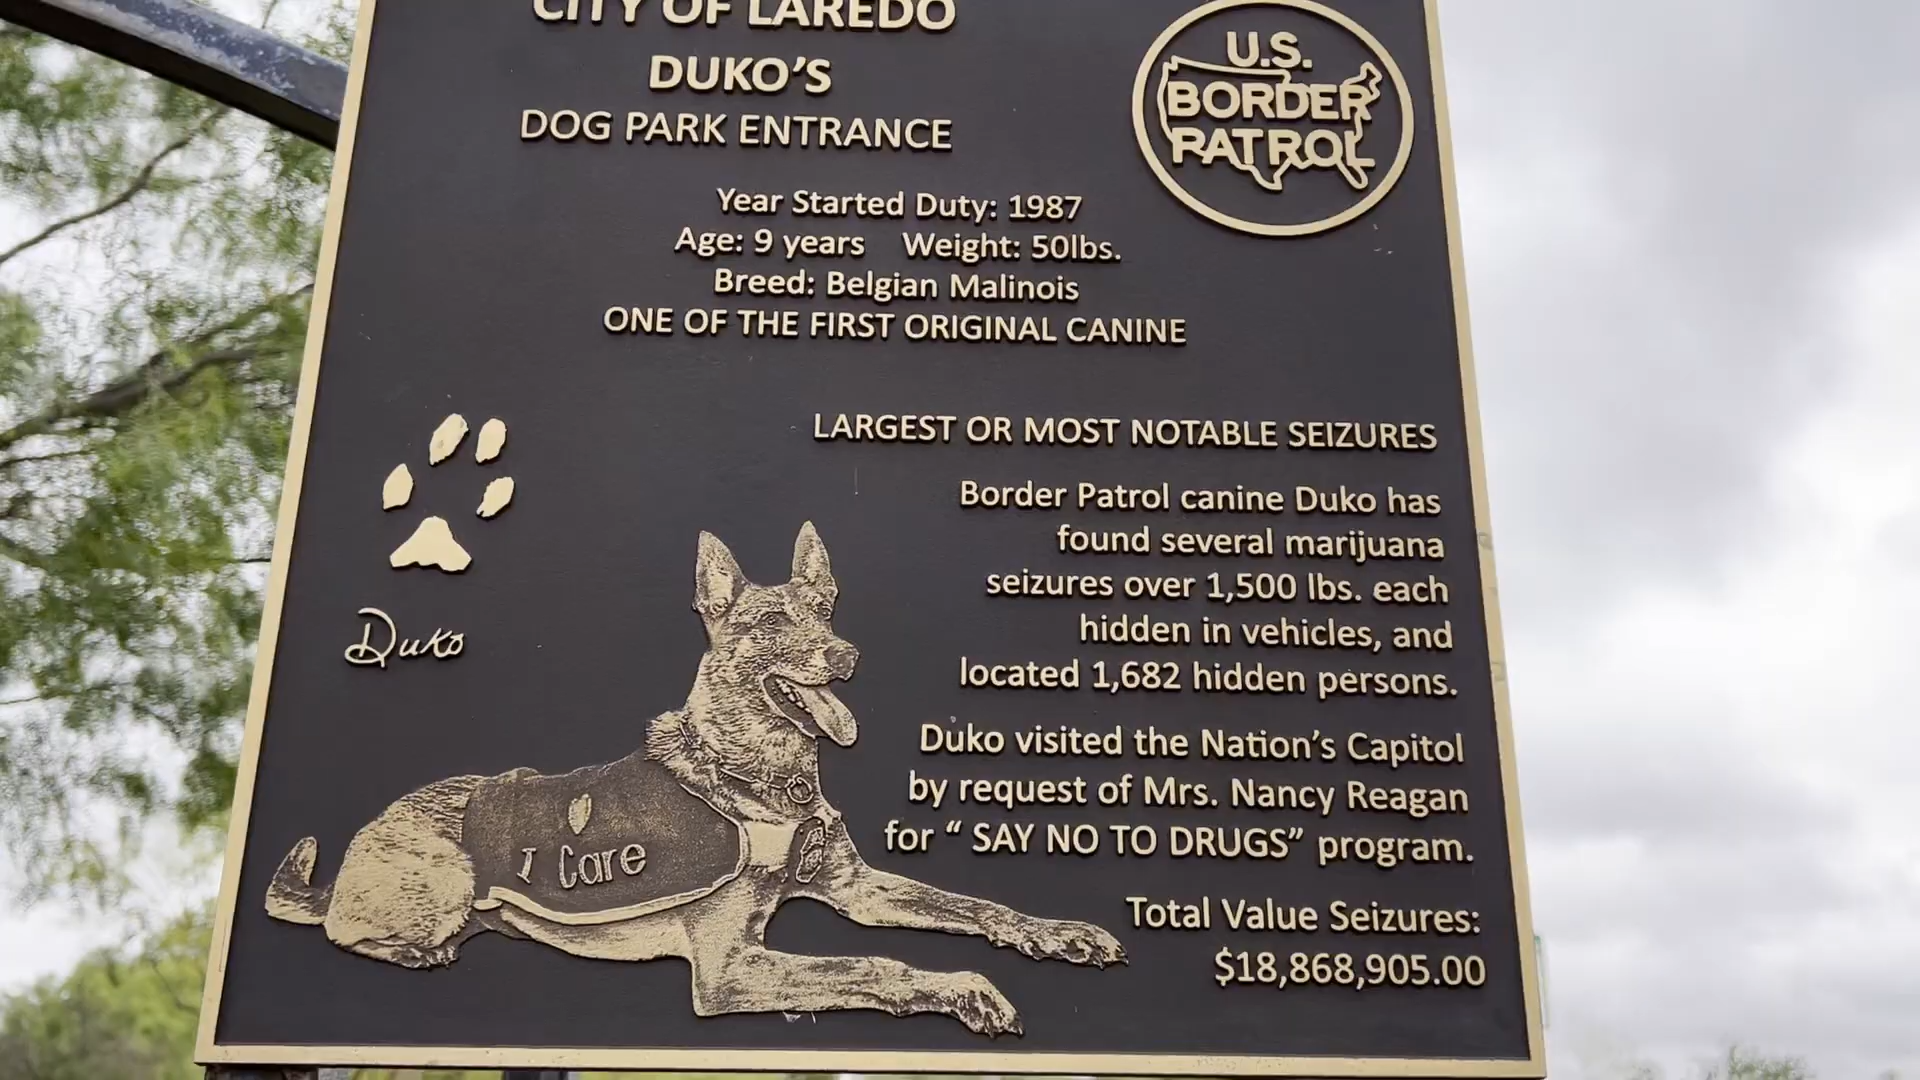 CITY OF LAREDO
DUKO'S
DOG PARK ENTRANCE
U.S.
BORDER
PATROL
Year Started Duty: 1987
Age: 9 years Weight: 50lbs.
Breed: Belgian Malinois
ONE OF THE FIRST ORIGINAL CANINE
LARGEST OR MOST NOTABLE SEIZURES
Border Patrol canine Duko has
found several marijuana
seizures over 1,500 lbs. each
hidden in vehicles, and
located 1,682 hidden persons.
Duko
Duko visited the Nation's Capitol
by request of Mrs. Nancy Reagan
for “ SAY NO TO DRUGS” program.
I Care
Total Value Seizures:
$18,868,905.00